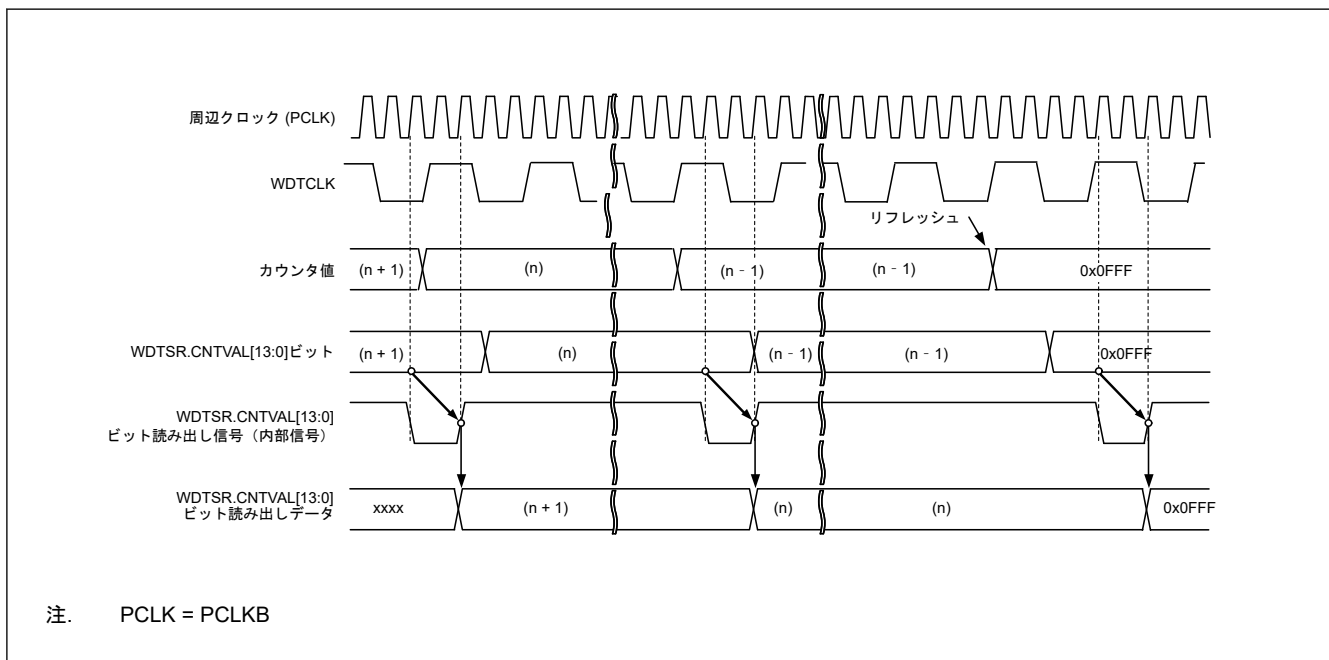 周辺クロック (PCLK)
WDTCLK
リフレッシュ
カウンタ値
(n + 1)
(n)
(n - 1)
(n - 1)
0x0FFF
WDTSR.CNTVAL[13:0]ビット
(n + 1)
(n)
(n - 1)
(n - 1)
0x0FFF
WDTSR.CNTVAL[13:0]
ビット読み出し信号（内部信号）
WDTSR.CNTVAL[13:0]
ビット読み出しデータ
xxxx
(n + 1)
(n)
(n)
0x0FFF
注. PCLK = PCLKB